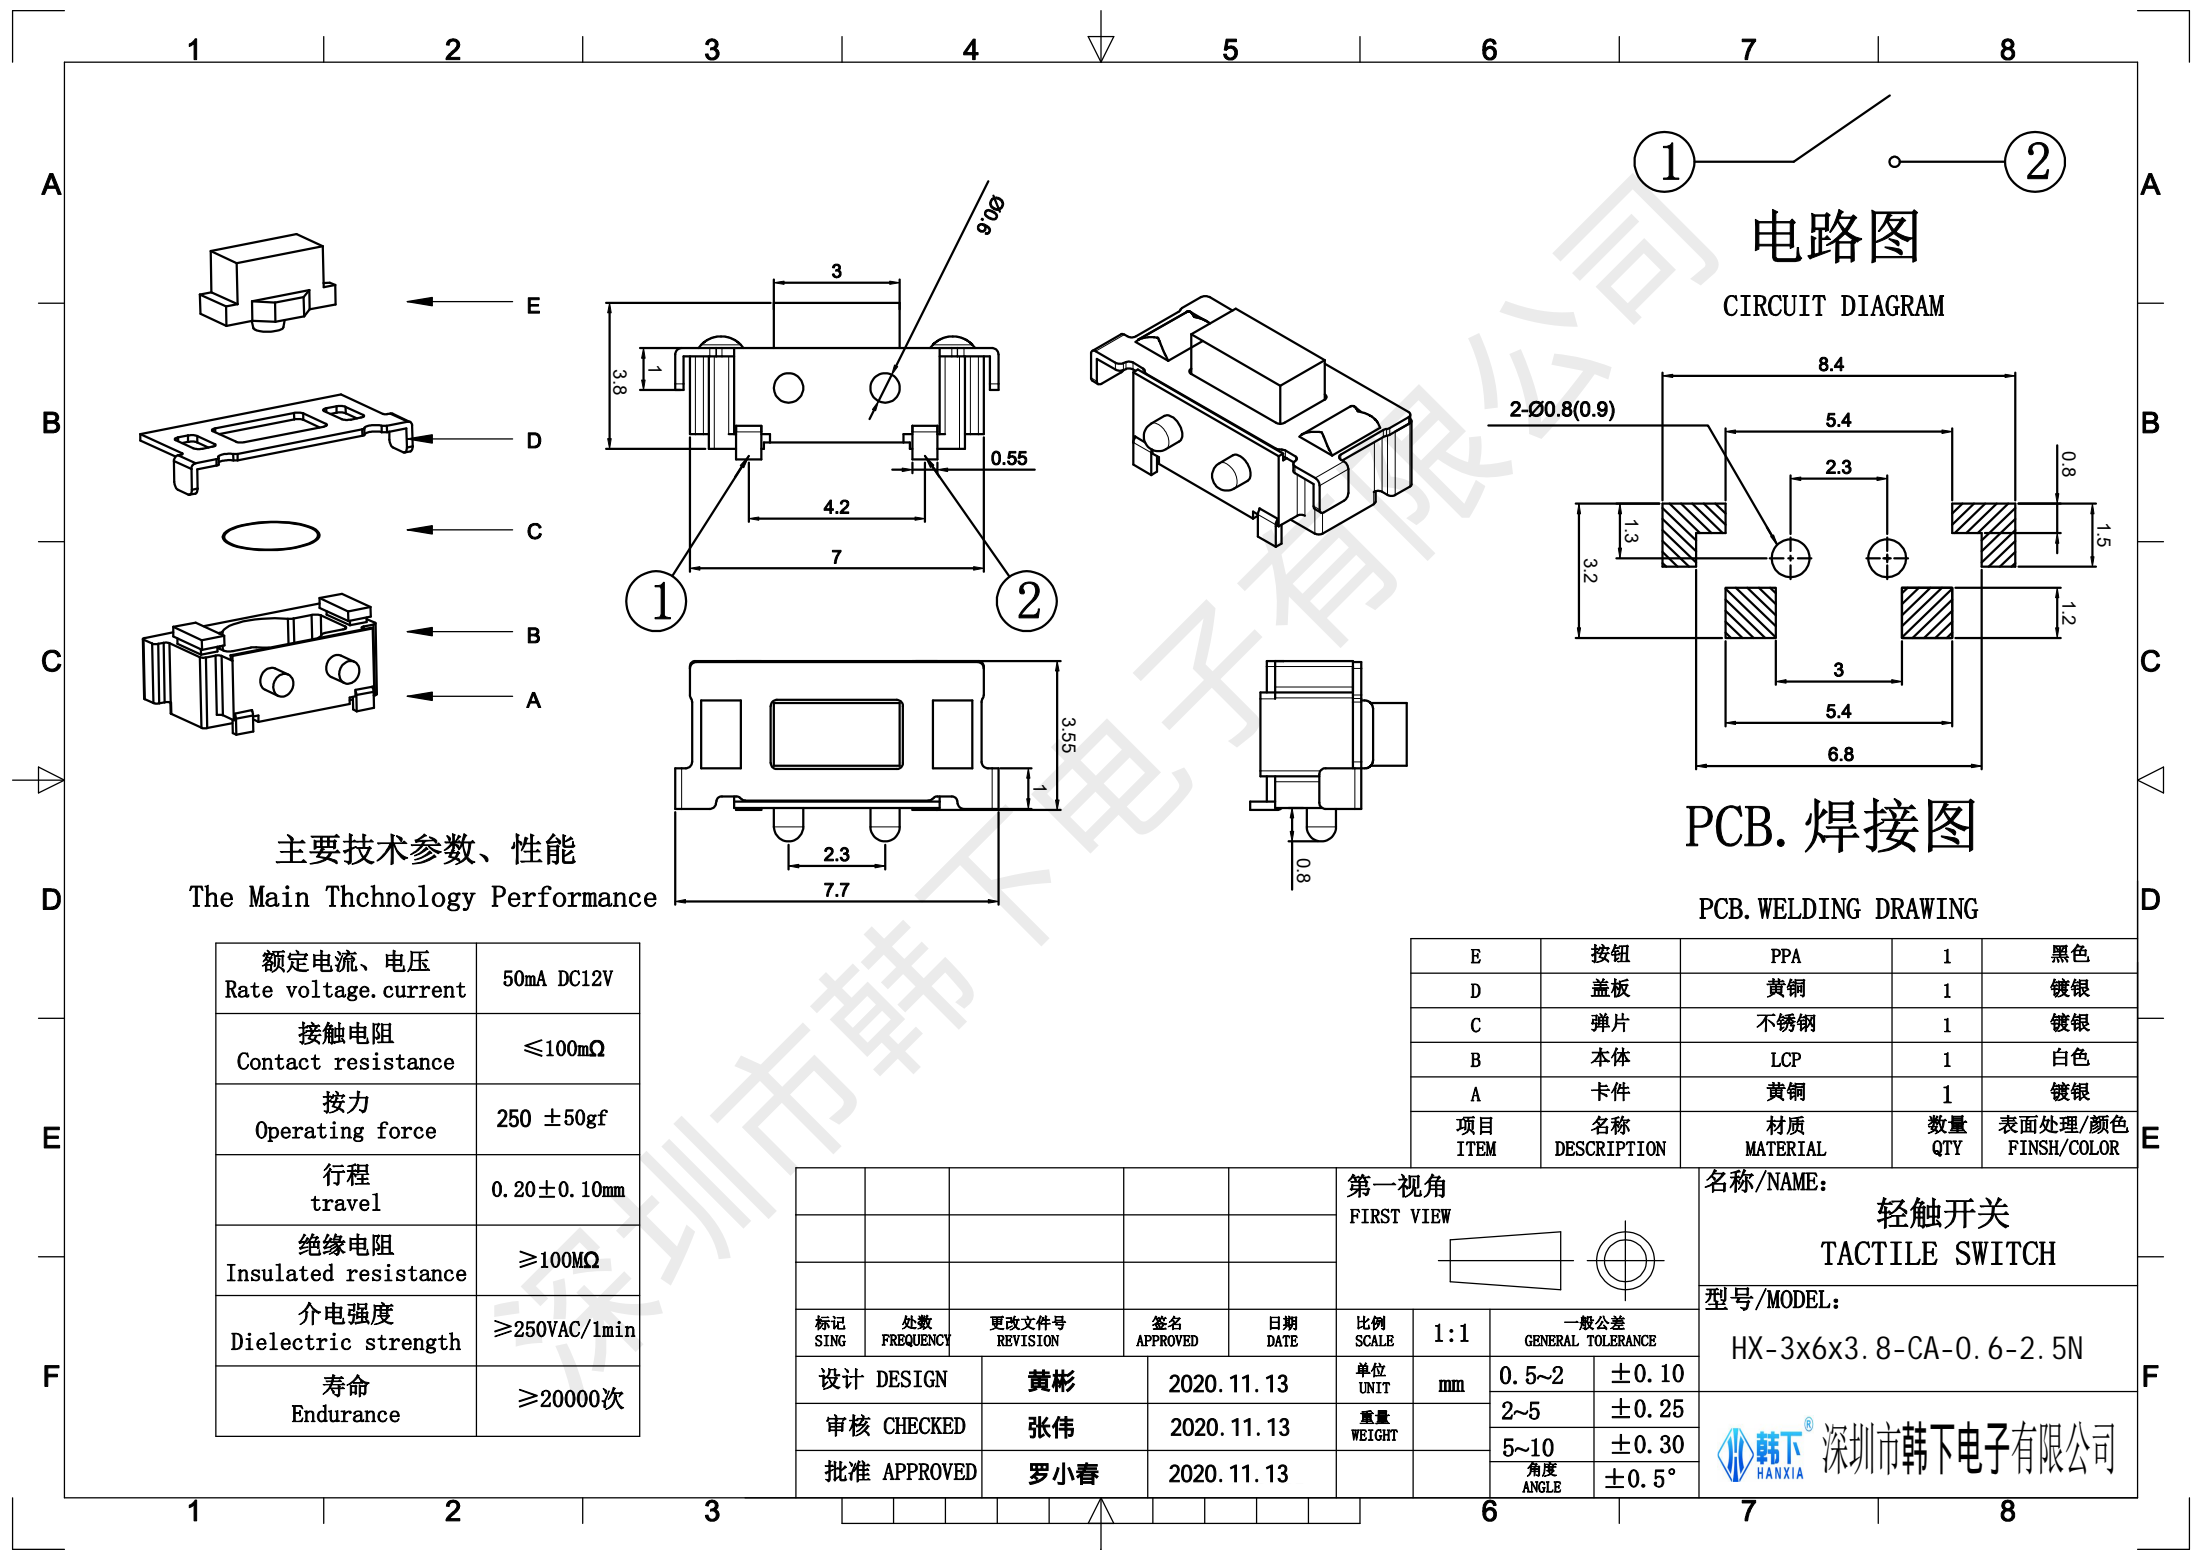 1 2 3 4 5 6 7 8
A A
B B
C C
D D
E E
F F
1 2 3 6 7 8
E
D
C
B
A
3
Ø0.6
3.8
1
0.55
4.2
7
1
2
3.55
1
2.3
7.7
0.8
1
2
电路图
CIRCUIT DIAGRAM
8.4
2-Ø0.8(0.9)
5.4
0.8
2.3
1.3
1.5
3.2
1.2
3
5.4
6.8
PCB.焊接图
PCB.WELDING DRAWING
主要技术参数、性能
The Main Thchnology Performance
额定电流、电压
Rate voltage.current
50mA DC12V
接触电阻
Contact resistance
≤100mΩ
按力
Operating force
250 ±50gf
行程
travel
0.20±0.10mm
绝缘电阻
Insulated resistance
≥100MΩ
介电强度
Dielectric strength
≥250VAC/1min
寿命
Endurance
≥20000次
E 按钮 PPA 1 黑色
D 盖板 黄铜 1 镀银
C 弹片 不锈钢 1 镀银
B 本体 LCP 1 白色
A 卡件 黄铜 1 镀银
项目 名称 材质 数量 表面处理/颜色
ITEM DESCRIPTION MATERIAL QTY FINSH/COLOR
第一视角
FIRST VIEW
名称/NAME:
轻触开关
TACTILE SWITCH
型号/MODEL:
HX-3x6x3.8-CA-0.6-2.5N
标记 处数 更改文件号 签名 日期 比例 1:1 一般公差
SING FREQUENCY REVISION APPROVED DATE SCALE GENERAL TOLERANCE
设计 DESIGN 黄彬 2020.11.13 单位 UNIT mm 0.5~2 ±0.10
审核 CHECKED 张伟 2020.11.13 重量 WEIGHT 2~5 ±0.25
5~10 ±0.30
批准 APPROVED 罗小春 2020.11.13 角度 ANGLE ±0.5°
韩下® HANXIA 深圳市韩下电子有限公司
深圳市韩下电子有限公司